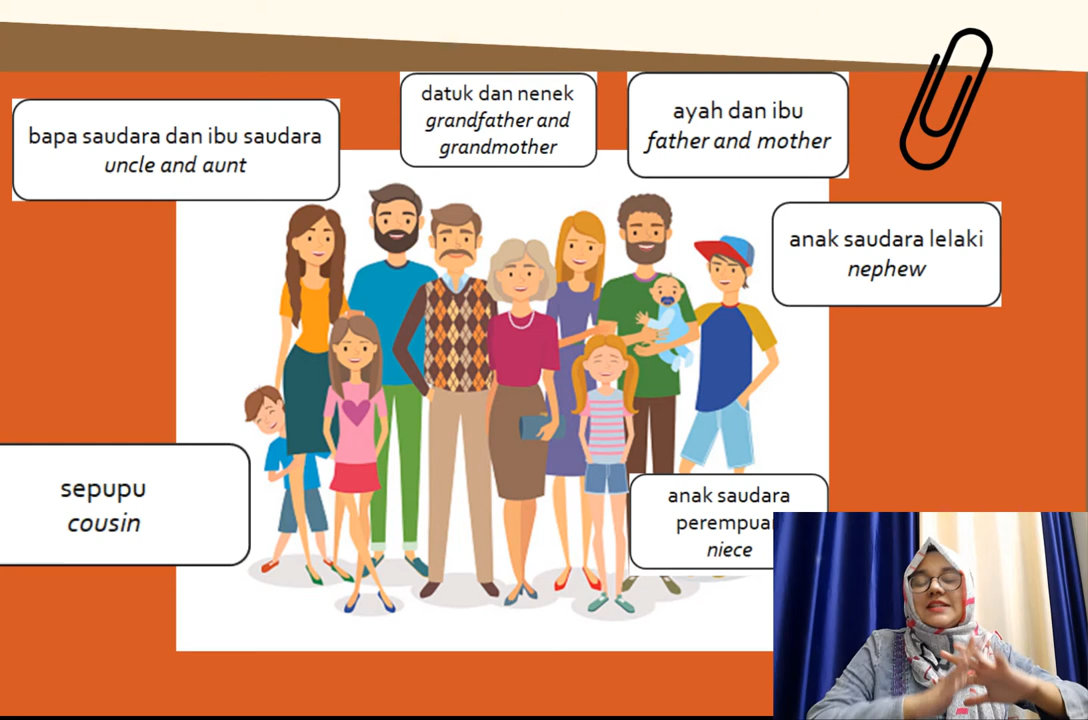 bapa saudara dan ibu saudara
uncle and aunt
datuk dan nenek
grandfather and
grandmother
ayah dan ibu
father and mother
anak saudara lelaki
nephew
sepupu
cousin
anak saudara
perempuan
niece